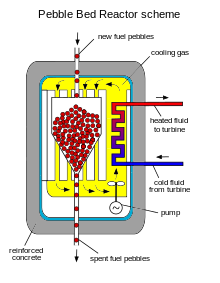 Pebble Bed Reactor scheme
new fuel pebbles
cooling gas
heated fluid
to turbine
cold fluid
from turbine
pump
reinforced
concrete
spent fuel pebbles